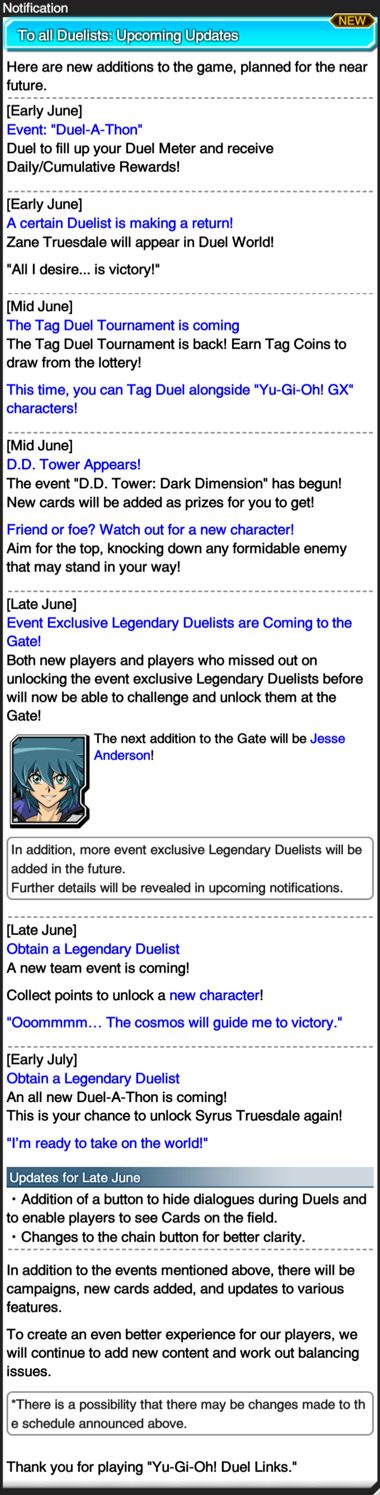 Notification
NEW
To all Duelists: Upcoming Updates
Here are new additions to the game, planned for the near
future.
[Early June]
Event: "Duel-A-Thon"
Duel to fill up your Duel Meter and receive
Daily/Cumulative Rewards!
[Early June]
A certain Duelist is making a return!
Zane Truesdale will appear in Duel World!
"All I desire... is victory!"
[Mid June]
The Tag Duel Tournament is coming
The Tag Duel Tournament is back! Earn Tag Coins to
draw from the lottery!
This time, you can Tag Duel alongside "Yu-Gi-Oh! GX"
characters!
[Mid June]
D.D. Tower Appears!
The event "D.D. Tower: Dark Dimension" has begun!
New cards will be added as prizes for you to get!
Friend or foe? Watch out for a new character!
Aim for the top, knocking down any formidable enemy
that may stand in your way!
[Late June]
Event Exclusive Legendary Duelists are Coming to the
Gate!
Both new players and players who missed out on
unlocking the event exclusive Legendary Duelists before
will now be able to challenge and unlock them at the
Gate!
The next addition to the Gate will be Jesse
Anderson!
In addition, more event exclusive Legendary Duelists will be
added in the future.
Further details will be revealed in upcoming notifications.
[Late June]
Obtain a Legendary Duelist
A new team event is coming!
Collect points to unlock a new character!
"Ooommmm... The cosmos will guide me to victory."
[Early July]
Obtain a Legendary Duelist
An all new Duel-A-Thon is coming!
This is your chance to unlock Syrus Truesdale again!
"I'm ready to take on the world!"
Updates for Late June
・Addition of a button to hide dialogues during Duels and
to enable players to see Cards on the field.
・Changes to the chain button for better clarity.
In addition to the events mentioned above, there will be
campaigns, new cards added, and updates to various
features.
To create an even better experience for our players, we
will continue to add new content and work out balancing
issues.
*There is a possibility that there may be changes made to th
e schedule announced above.
Thank you for playing "Yu-Gi-Oh! Duel Links."